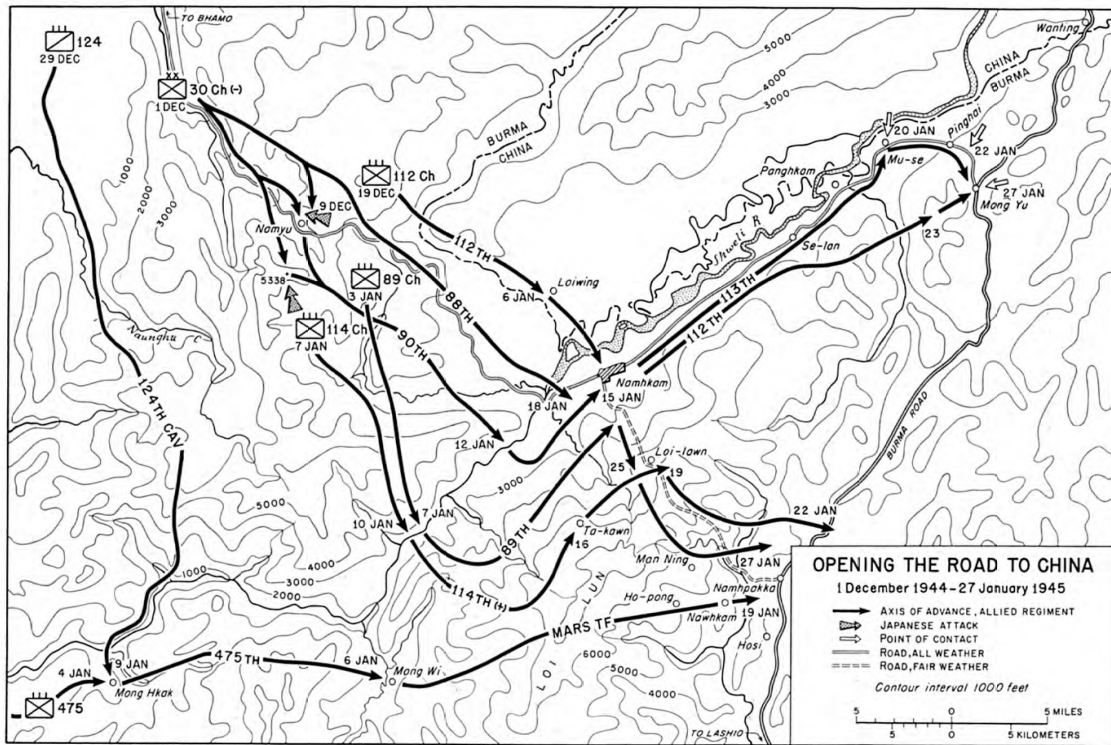 TO BHAMO
124
29 DEC
XX
30 Ch (-)
1 DEC
5000
4000
3000
Wanting
CHINA
BURMA
BURMA
CHINA
1000
2000
3000
112 Ch
19 DEC
20 JAN
Pinghai
22 JAN
Mu-se
Panghkam
27 JAN
Mong Yu
9 DEC
Namyu
112TH
Shweli R
Se-lan
23
5338
89 Ch
3 JAN
88TH
6 JAN
Loiwing
113TH
112TH
114 Ch
7 JAN
90TH
Naunghu
Namhkam
15 JAN
18 JAN
124TH CAV
12 JAN
BURMA ROAD
3000
25
Loi-lawn
19
5000
10 JAN
7 JAN
89TH
Ta-kawn
16
22 JAN
1000
3000
2000
4000
114TH (+)
LOI LUN
Man Ning
27 JAN
Ho-pong
Namhpakka
Nawhkam
19 JAN
MARS TF
Hosi
9 JAN
4 JAN
475TH
6 JAN
Mong Wi
Mong Hkak
6000
5000
4000
475
TO LASHIO
OPENING THE ROAD TO CHINA
1 December 1944-27 January 1945
AXIS OF ADVANCE, ALLIED REGIMENT
JAPANESE ATTACK
POINT OF CONTACT
ROAD, ALL WEATHER
ROAD, FAIR WEATHER
Contour interval 1000 feet
5 0 5 MILES
5 0 5 KILOMETERS